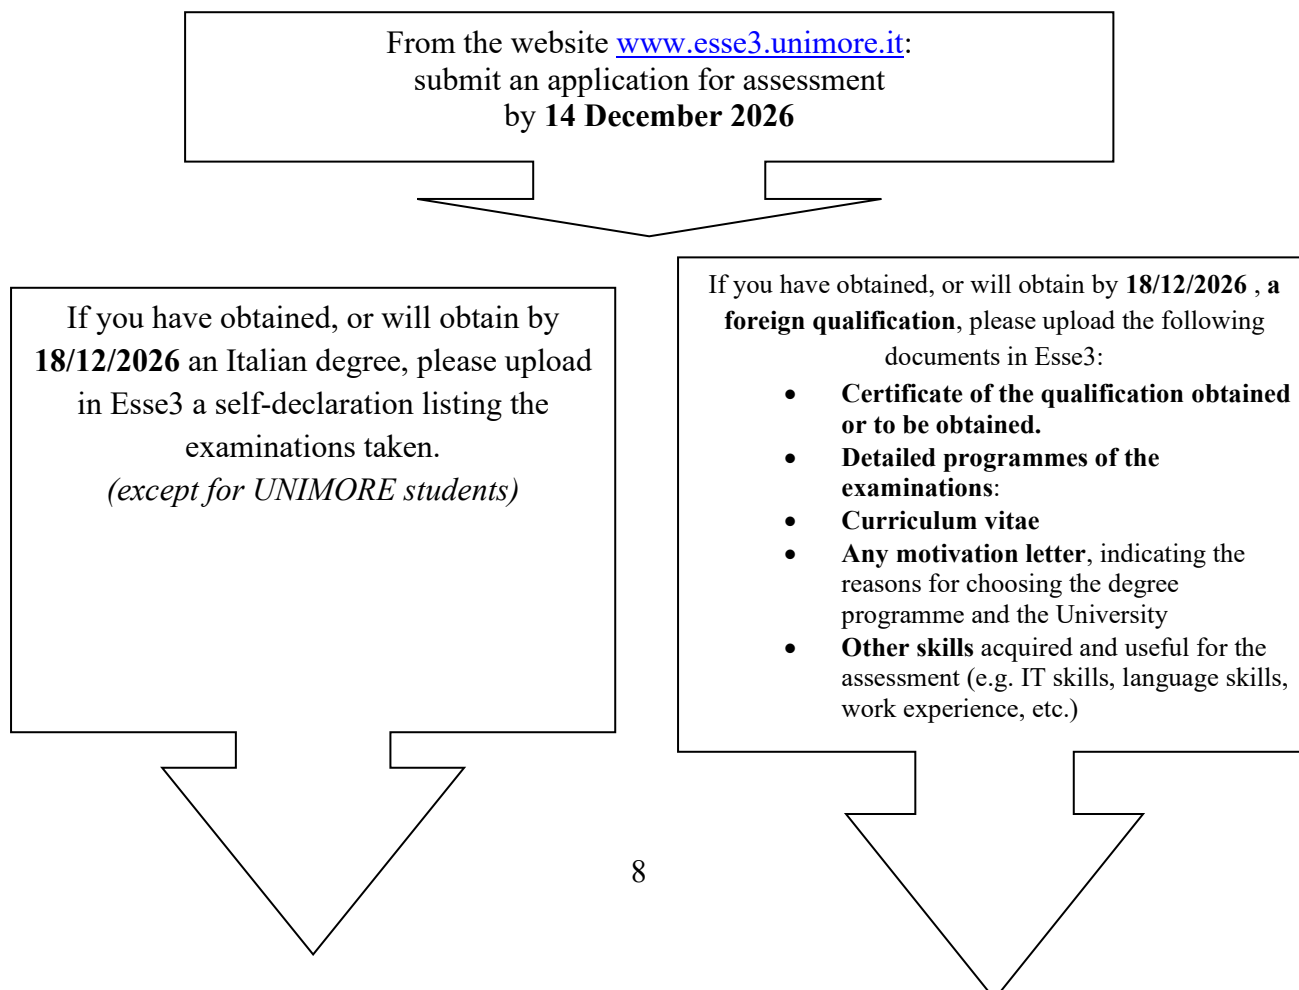 From the website www.esse3.unimore.it:
submit an application for assessment
by 14 December 2026
If you have obtained, or will obtain by
18/12/2026 an Italian degree, please upload
in Esse3 a self-declaration listing the
examinations taken.
(except for UNIMORE students)
If you have obtained, or will obtain by 18/12/2026 , a
foreign qualification, please upload the following
documents in Esse3:
• Certificate of the qualification obtained
or to be obtained.
• Detailed programmes of the
examinations:
• Curriculum vitae
• Any motivation letter, indicating the
reasons for choosing the degree
programme and the University
• Other skills acquired and useful for the
assessment (e.g. IT skills, language skills,
work experience, etc.)
8